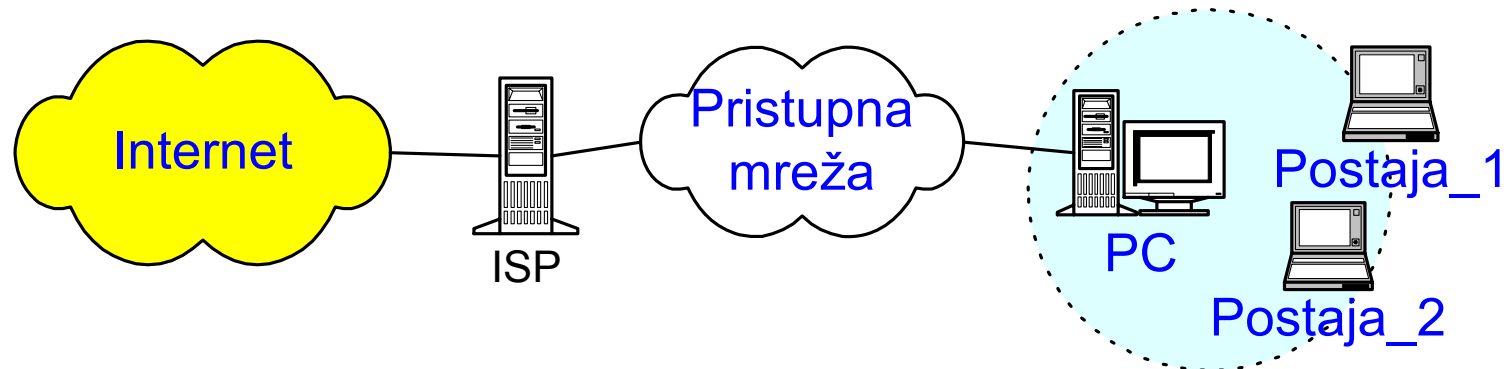 Internet
ISP
Pristupna
mreža
PC
Postaja_1
Postaja_2